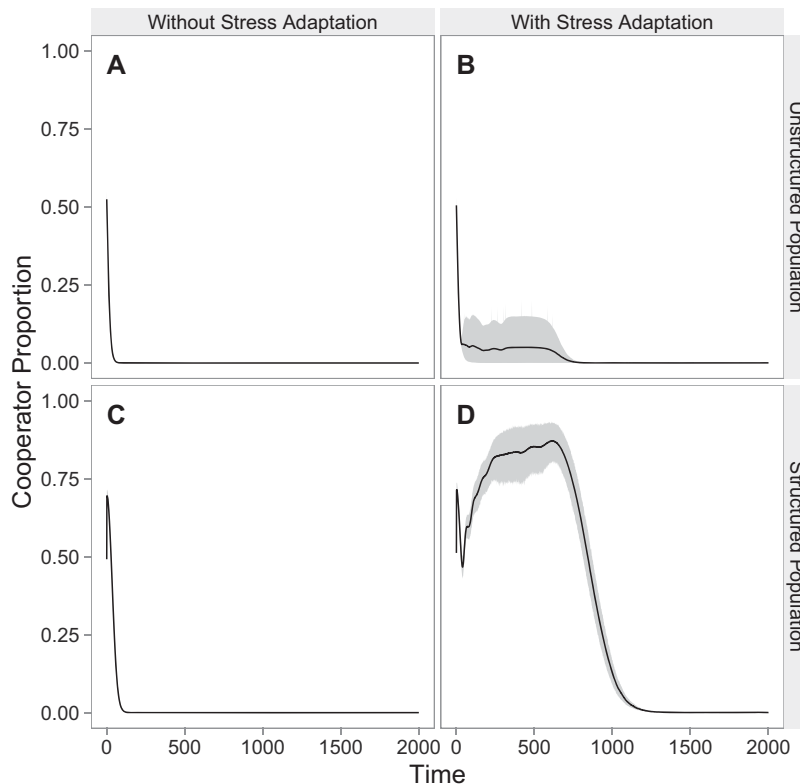 Without Stress Adaptation
With Stress Adaptation
Cooperator Proportion
1.00
0.75
0.50
0.25
0.00
A
B
Unstructured Population
1.00
0.75
0.50
0.25
0.00
C
D
Structured Population
0
500
1000
1500
2000
0
500
1000
1500
2000
Time